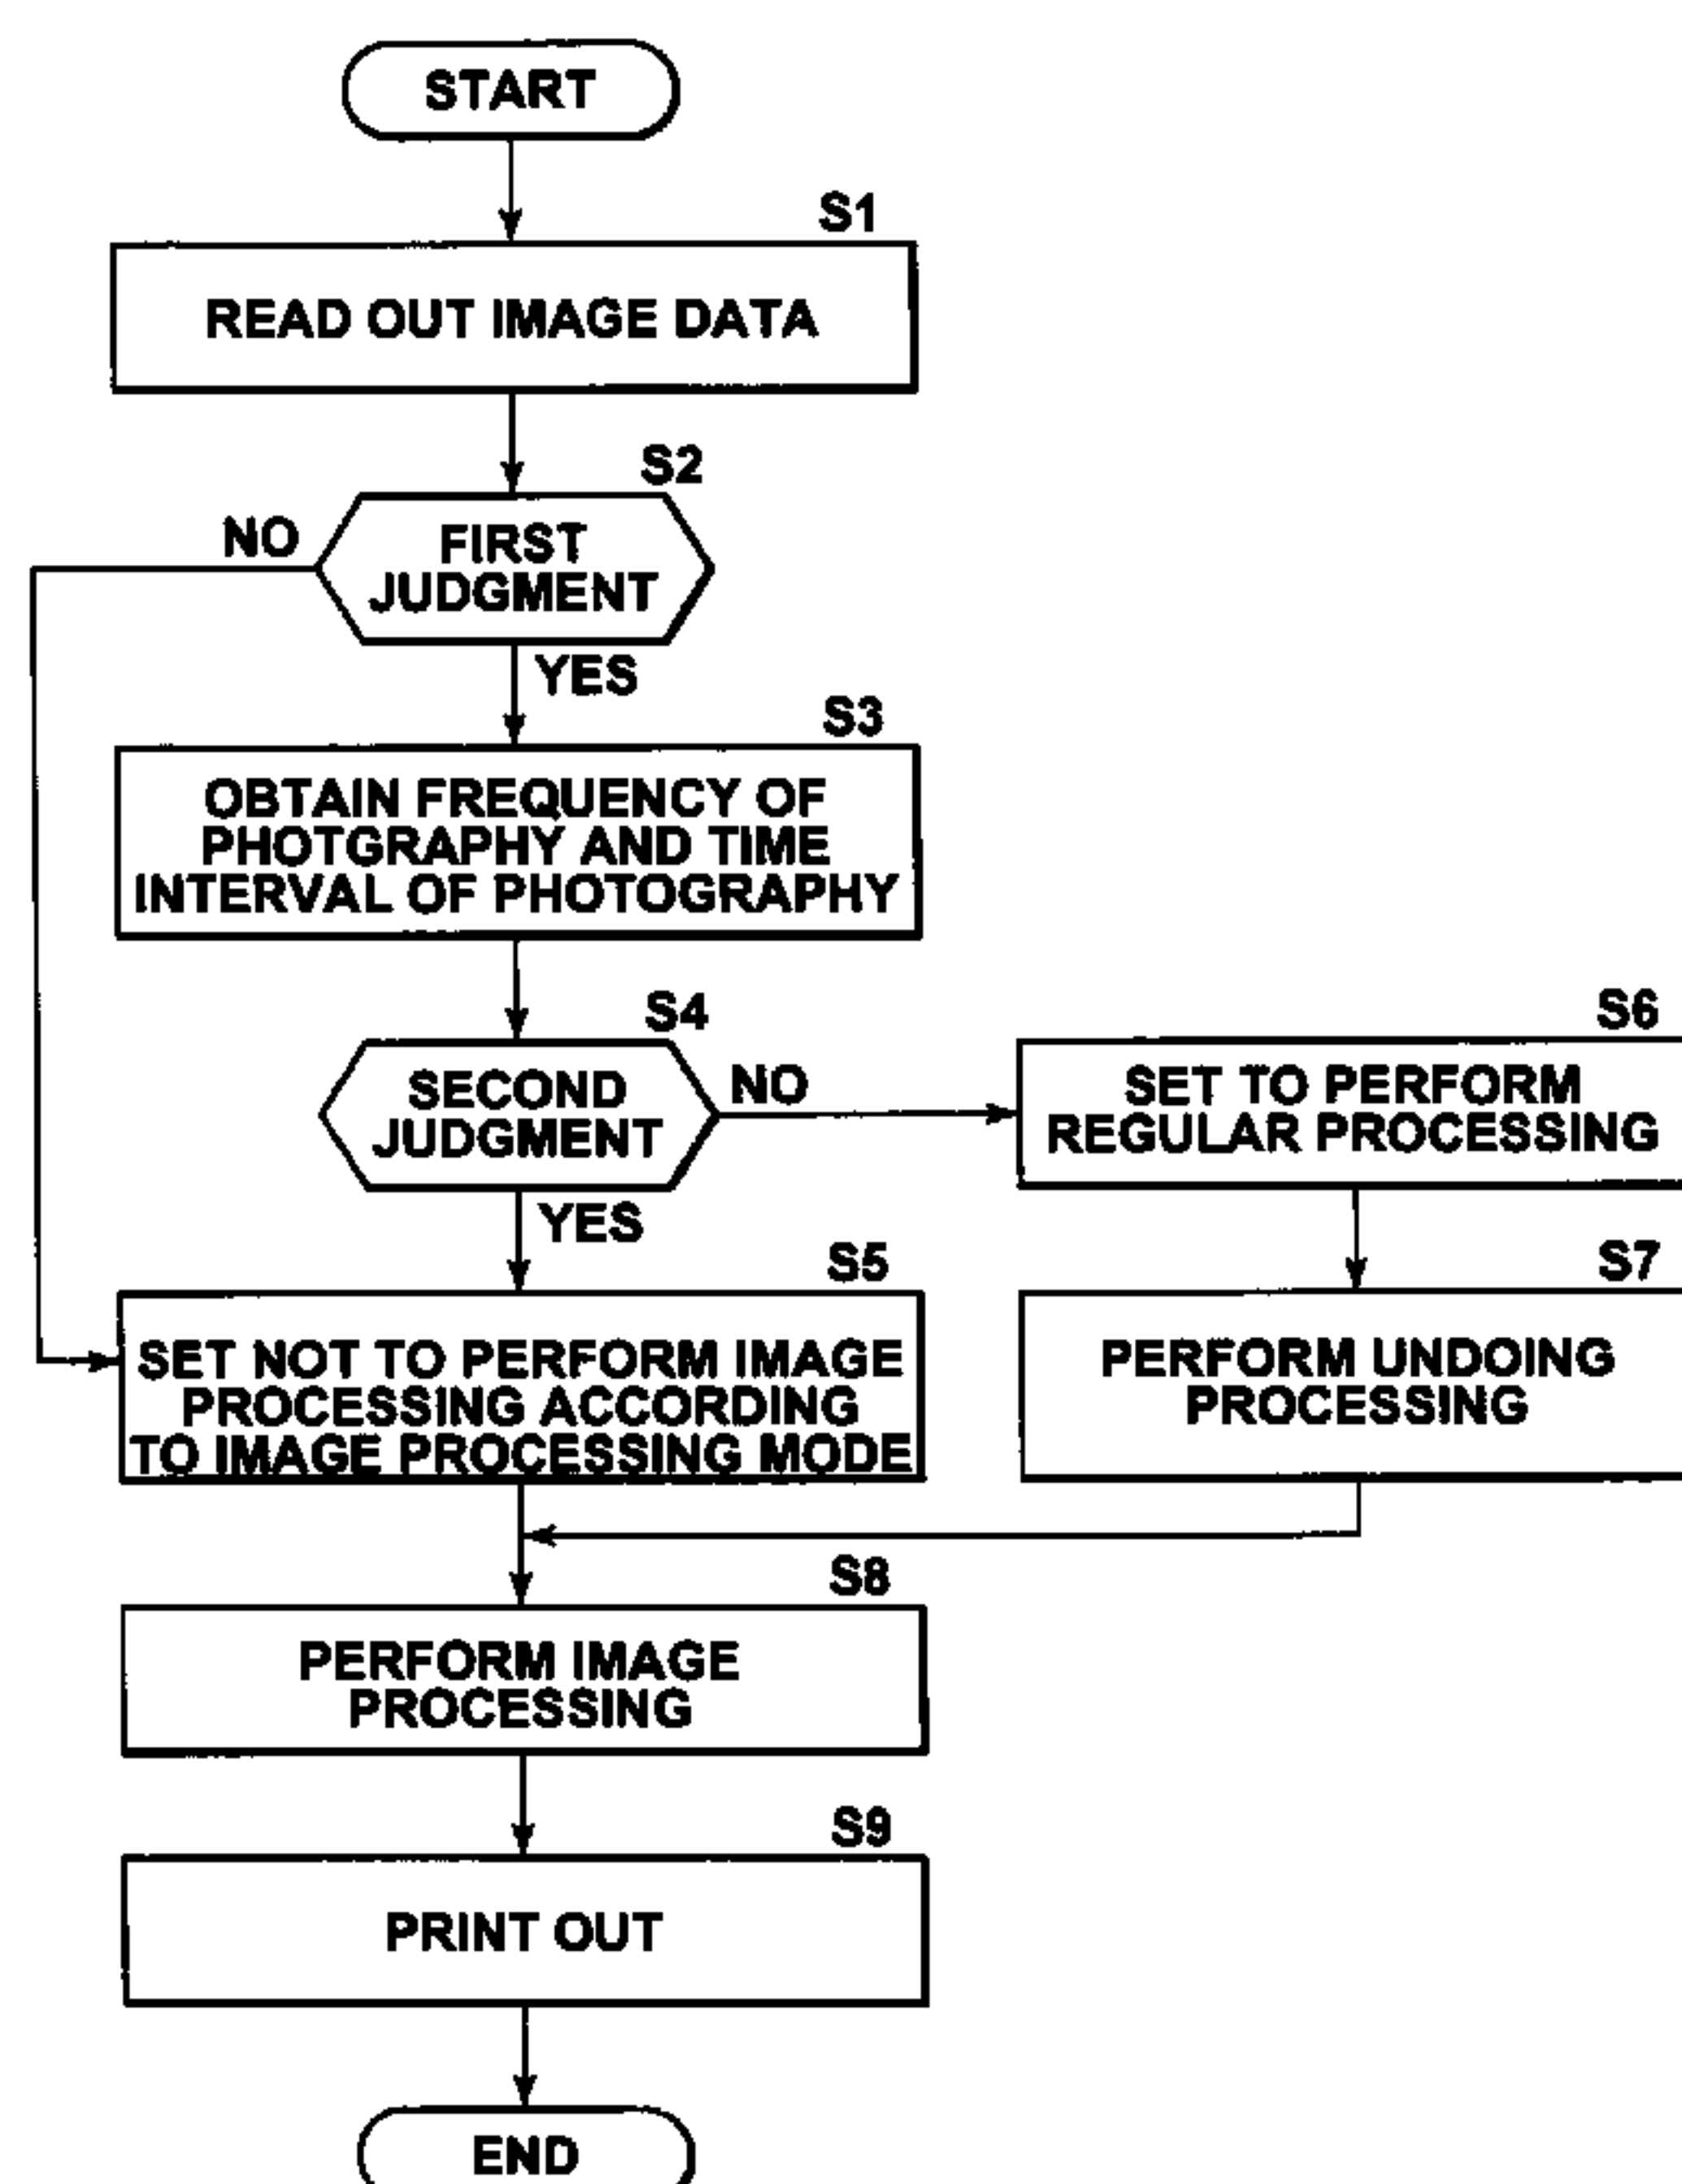 START
S1
READ OUT IMAGE DATA
S2
NO
FIRST
JUDGMENT
YES
S3
OBTAIN FREQUENCY OF
PHOTGRAPHY AND TIME
INTERVAL OF PHOTOGRAPHY
S4
SECOND
JUDGMENT
NO
YES
S6
SET TO PERFORM
REGULAR PROCESSING
S5
SET NOT TO PERFORM IMAGE
PROCESSING ACCORDING
TO IMAGE PROCESSING MODE
S7
PERFORM UNDOING
PROCESSING
S8
PERFORM IMAGE
PROCESSING
S9
PRINT OUT
END